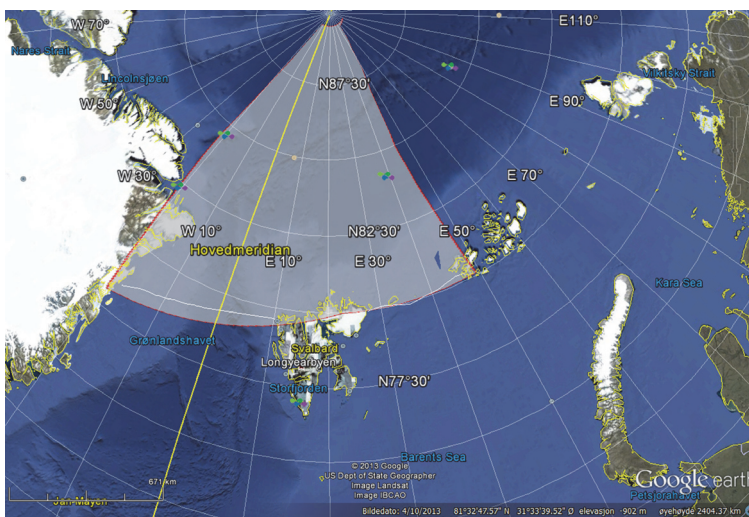 W 70°
E110°
Nares-Strait
Lincolnsjøen
N87°30'
Vilkitsky Strait
W 50°
E 90°
W 30°
E 70°
W 10°
N82°30'
E 50°
Hovedmeridian
E 10°
E 30°
Kara Sea
Grønlandshavet
Svalbard
Longyearbyen
Storfjorden
N77°30'
Barents Sea
© 2013 Google
US Dept of State Geographer
Image Landsat
Image IBCAO
Google earth
671 km
Jan-Mayen
Petsjorahavet
Bildedato: 4/10/2013 81°32'47.57" N 31°33'39.52" Ø elevasjon -902 m øyehøyde 2404.37 km